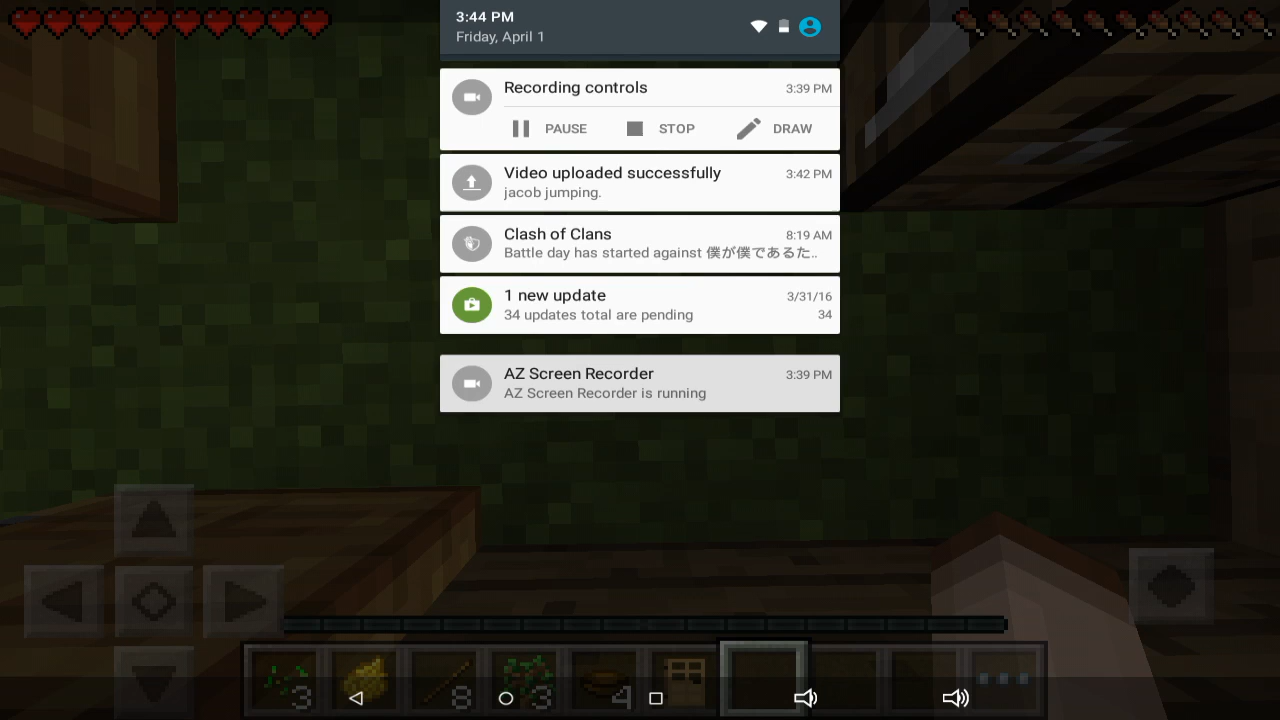 3:44 PM
Friday, April 1
Recording controls 3:39 PM
PAUSE STOP DRAW
Video uploaded successfully 3:42 PM
jacob jumping.
Clash of Clans 8:19 AM
Battle day has started against 僕が僕であるた..
1 new update 3/31/16
34 updates total are pending 34
AZ Screen Recorder 3:39 PM
AZ Screen Recorder is running
3 8 3 4